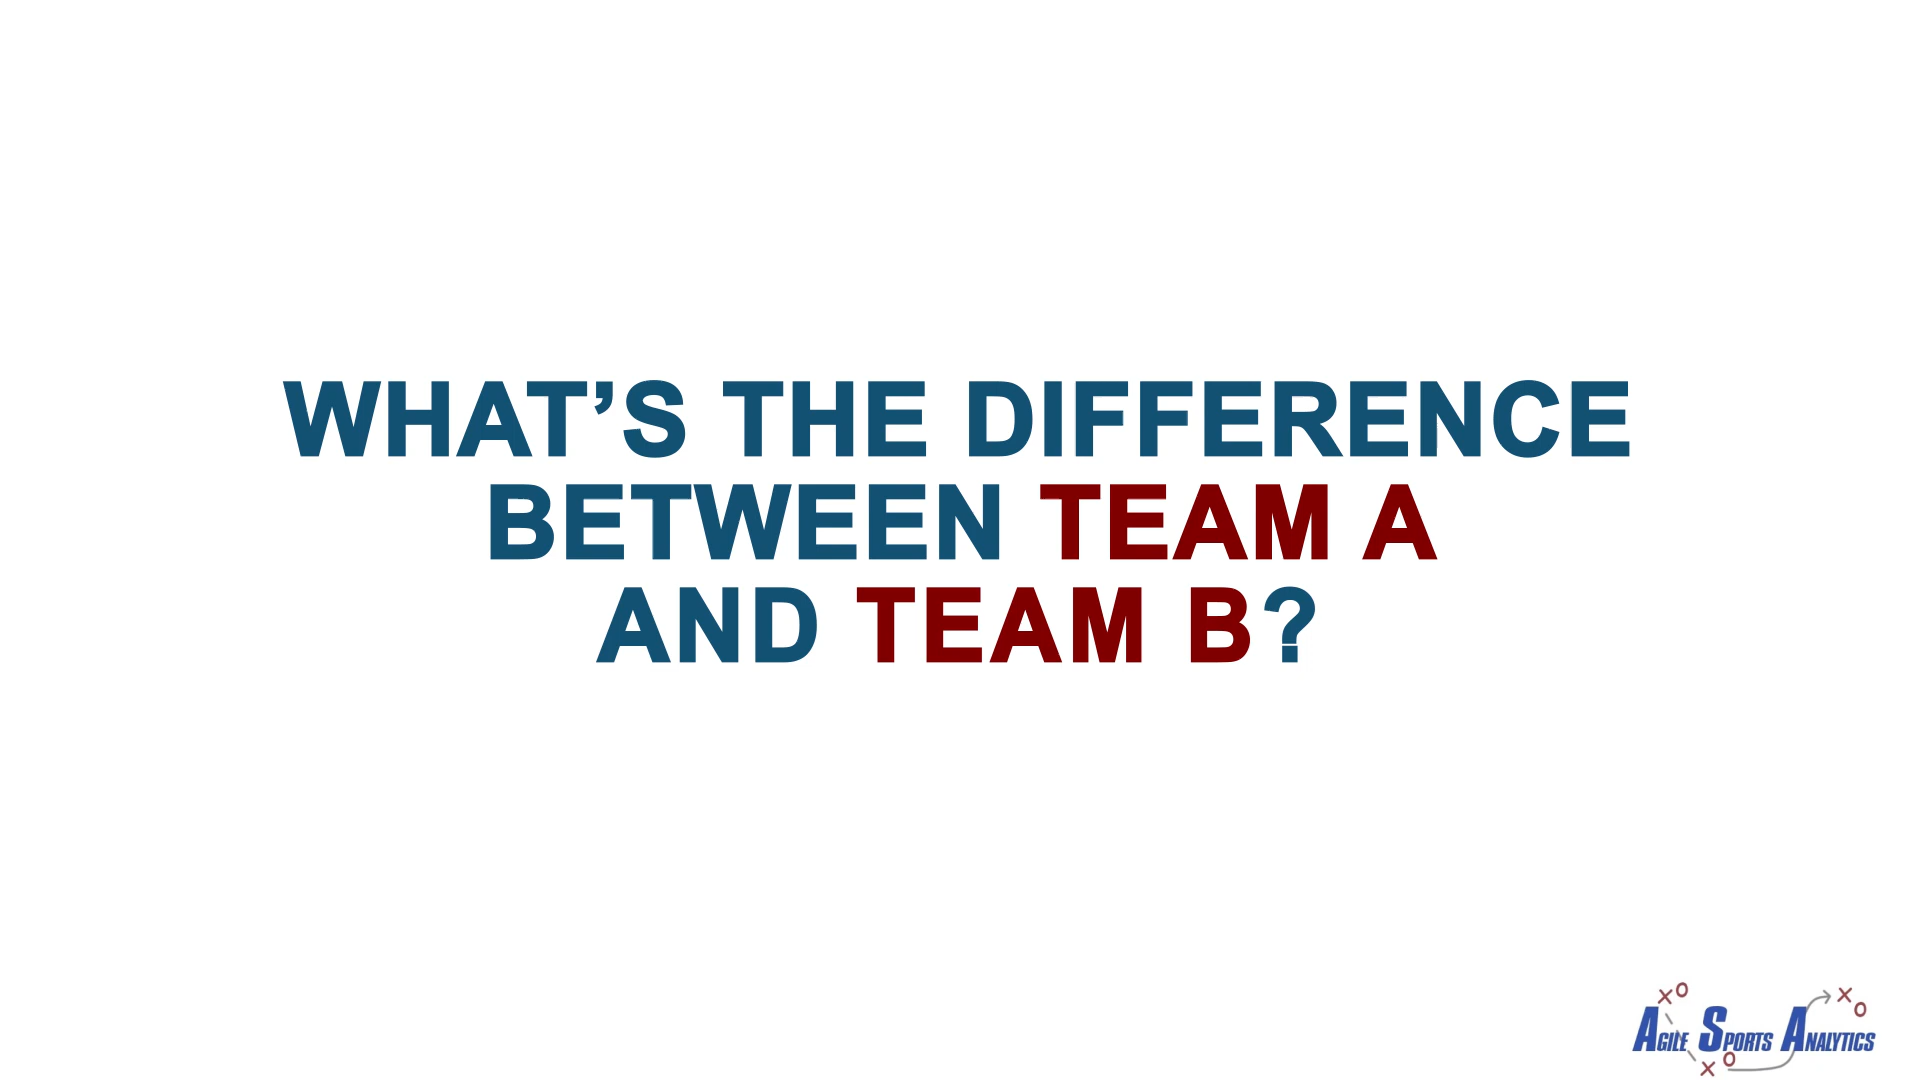 WHAT’S THE DIFFERENCE
BETWEEN TEAM A
AND TEAM B?
AGILE SPORTS ANALYTICS